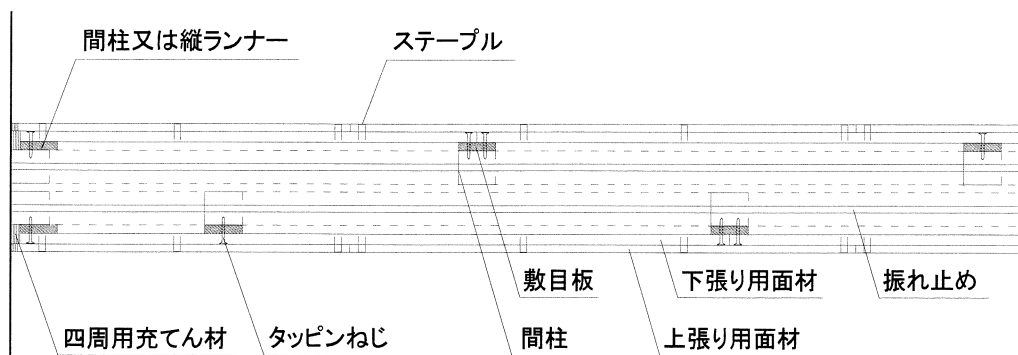 間柱又は縦ランナー
ステープル
敷目板
下張り用面材
振れ止め
四周用充てん材
タッピンねじ
間柱
上張り用面材